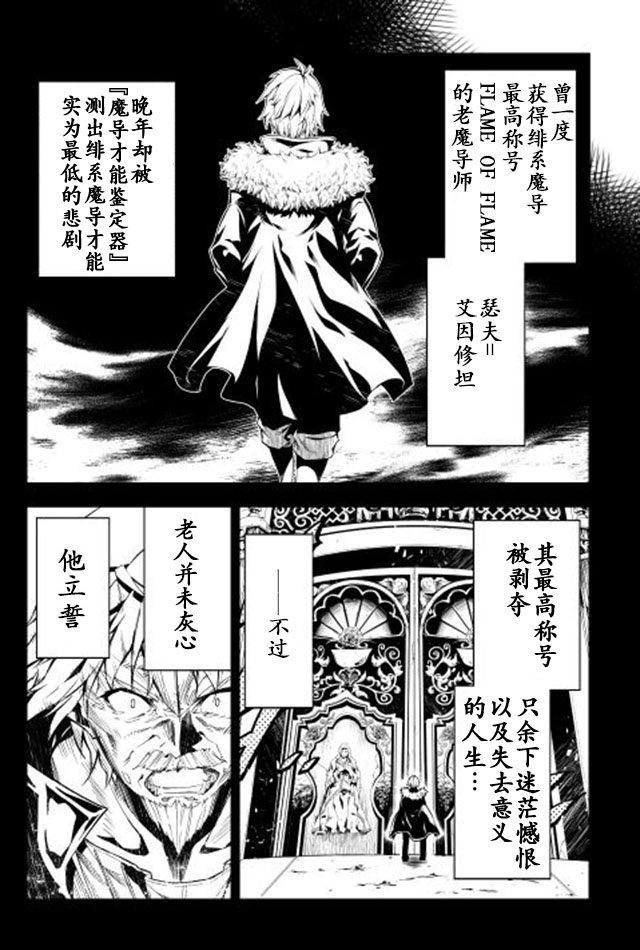 曾一度
获得绯系魔导
最高称号
FLAME OF FLAME
的老魔导师
瑟夫=
艾因修坦
晚年却被
『魔导才能鉴定器』
测出绯系魔导才能
实为最低的悲剧
其最高称号
被剥夺
只余下迷茫憾恨
以及失去意义
的人生…
——不过
老人并未灰心
他立誓